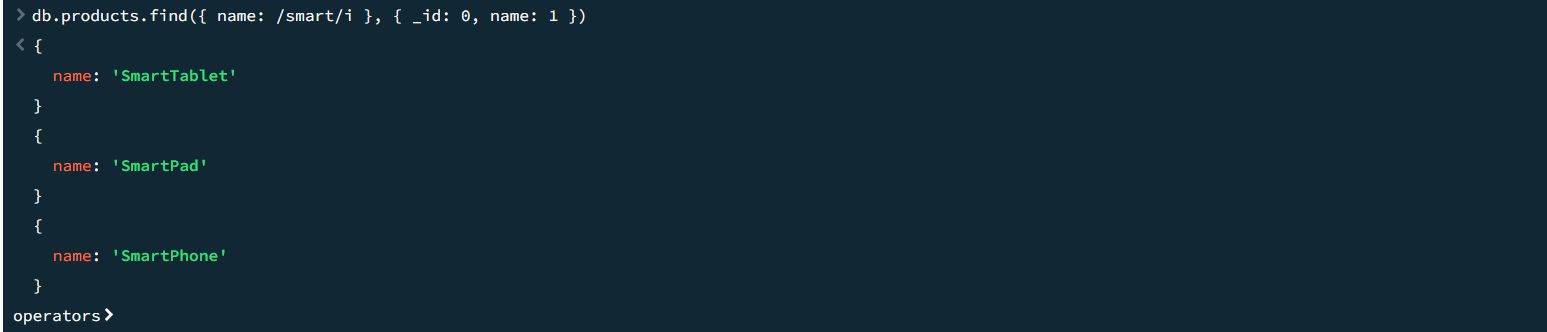 > db.products.find({ name: /smart/i }, { _id: 0, name: 1 })
< {
name: 'SmartTablet'
}
{
name: 'SmartPad'
}
{
name: 'SmartPhone'
}
operators>